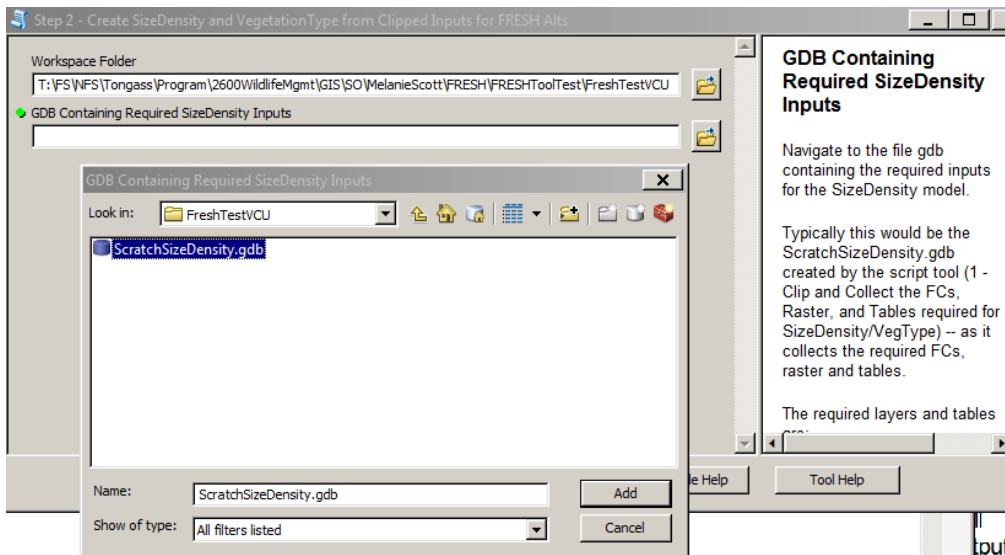 Step 2 - Create SizeDensity and VegetationType from Clipped Inputs for FRESH Alts
Workspace Folder
T:\FS\NFS\Tongass\Program\2600WildlifeMgmt\GIS\SO\MelanieScott\FRESH\FRESHToolTest\FreshTestVCU
GDB Containing Required SizeDensity Inputs
GDB Containing Required SizeDensity Inputs
Look in:
FreshTestVCU
ScratchSizeDensity.gdb
Name:
ScratchSizeDensity.gdb
Add
Show of type:
All filters listed
Cancel
GDB Containing
Required SizeDensity
Inputs
Navigate to the file gdb
containing the required inputs
for the SizeDensity model.
Typically this would be the
ScratchSizeDensity.gdb
created by the script tool (1 -
Clip and Collect the FCs,
Raster, and Tables required for
SizeDensity/VegType) -- as it
collects the required FCs,
raster and tables.
The required layers and tables
le Help
Tool Help